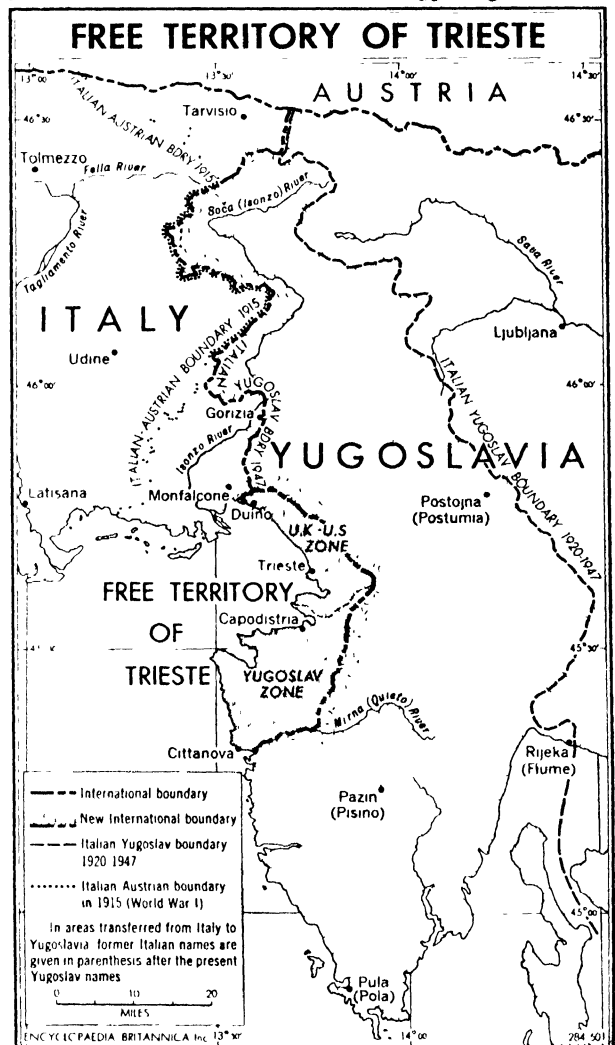 FREE TERRITORY OF TRIESTE
13°00
13°30'
14°00
14°30'
AUSTRIA
46°30
46°30'
ITALIAN AUSTRIAN BDRY 1915
Tarvisio
Tolmezzo
Fella River
Soča (Isonzo) River
Tagliamento River
Sava River
ITALY
Ljubljana
Udine
ITALIAN-AUSTRIAN BOUNDARY 1915
ITALIAN YUGOSLAV BDRY 1947
ITALIAN YUGOSLAV BOUNDARY 1920-1947
46°00'
46°00'
Gorizia
Isonzo River
YUGOSLAVIA
Latisana
Monfalcone
Duino
Postojna
(Postumia)
U.K-U.S
ZONE
Trieste
FREE TERRITORY
OF
TRIESTE
Capodistria
45°30'
YUGOSLAV
ZONE
Mirna (Quieto) River
Cittanova
Rijeka
(Fiume)
Pazin
(Pisino)
International boundary
New International boundary
Italian Yugoslav boundary
1920 1947
Italian Austrian boundary
in 1915 (World War I)
In areas transferred from Italy to
Yugoslavia former Italian names are
given in parenthesis after the present
Yugoslav names
0 10 20
MILES
45°00
Pula
(Pola)
ENCYCLOPAEDIA BRITANNICA Inc
13°30'
14°00
284 501